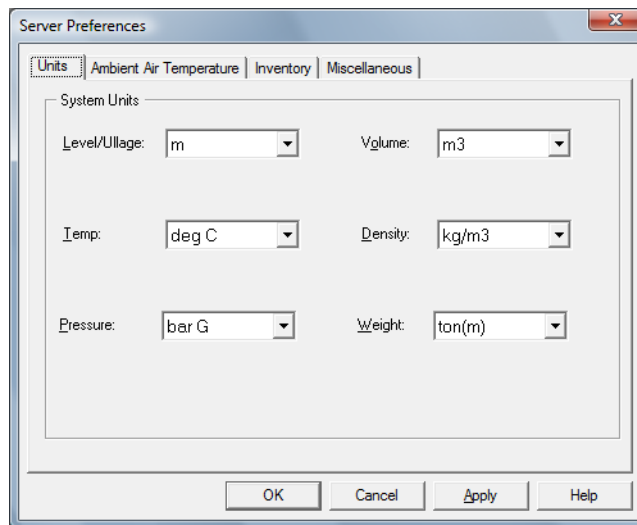 Server Preferences
Units Ambient Air Temperature Inventory Miscellaneous
System Units
Level/Ullage: m Volume: m3
Temp: deg C Density: kg/m3
Pressure: bar G Weight: ton(m)
OK Cancel Apply Help